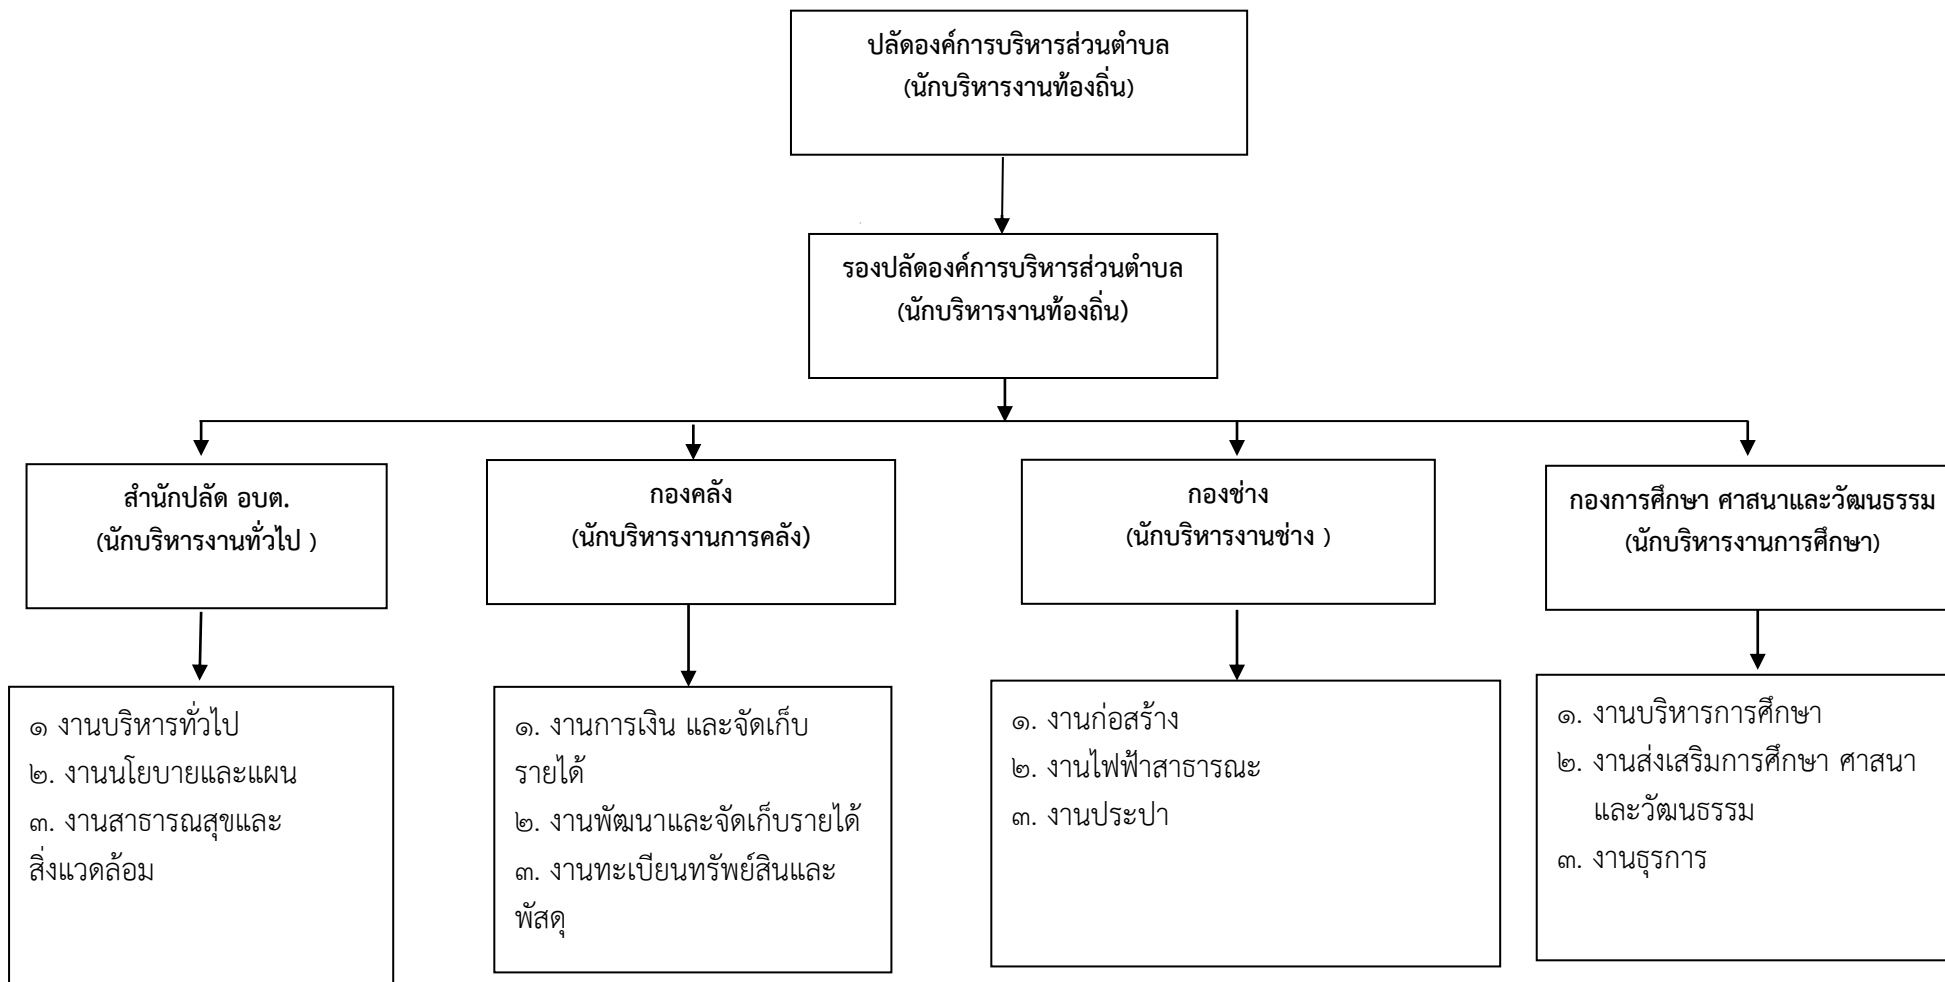 ปลัดองค์การบริหารส่วนตำบล
(นักบริหารงานท้องถิ่น)
รองปลัดองค์การบริหารส่วนตำบล
(นักบริหารงานท้องถิ่น)
สำนักปลัด อบต.
(นักบริหารงานทั่วไป )
กองคลัง
(นักบริหารงานการคลัง)
กองช่าง
(นักบริหารงานช่าง )
กองการศึกษา ศาสนาและวัฒนธรรม
(นักบริหารงานการศึกษา)
๑ งานบริหารทั่วไป
๒. งานนโยบายและแผน
๓. งานสาธารณสุขและ
สิ่งแวดล้อม
๑. งานการเงิน และจัดเก็บ
รายได้
๒. งานพัฒนาและจัดเก็บรายได้
๓. งานทะเบียนทรัพย์สินและ
พัสดุ
๑. งานก่อสร้าง
๒. งานไฟฟ้าสาธารณะ
๓. งานประปา
๑. งานบริหารการศึกษา
๒. งานส่งเสริมการศึกษา ศาสนา
และวัฒนธรรม
๓. งานธุรการ